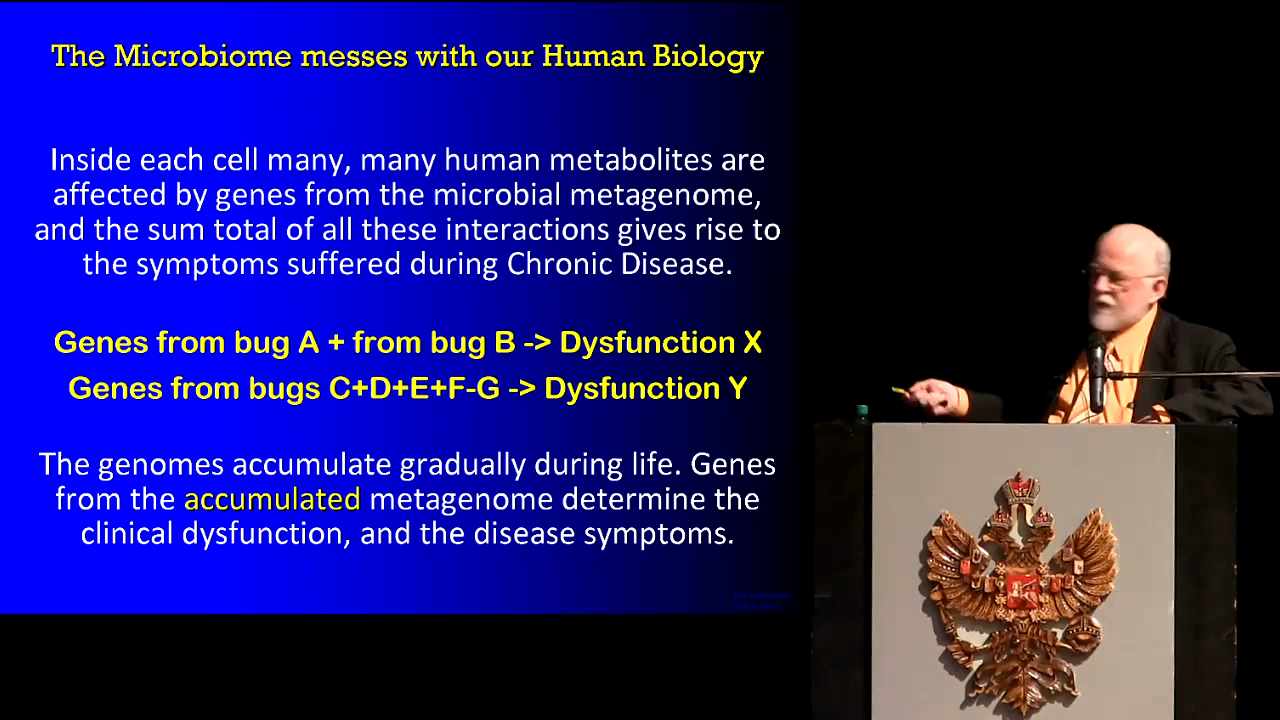 The Microbiome messes with our Human Biology
Inside each cell many, many human metabolites are
affected by genes from the microbial metagenome,
and the sum total of all these interactions gives rise to
the symptoms suffered during Chronic Disease.
Genes from bug A + from bug B -> Dysfunction X
Genes from bugs C+D+E+F-G -> Dysfunction Y
The genomes accumulate gradually during life. Genes
from the accumulated metagenome determine the
clinical dysfunction, and the disease symptoms.